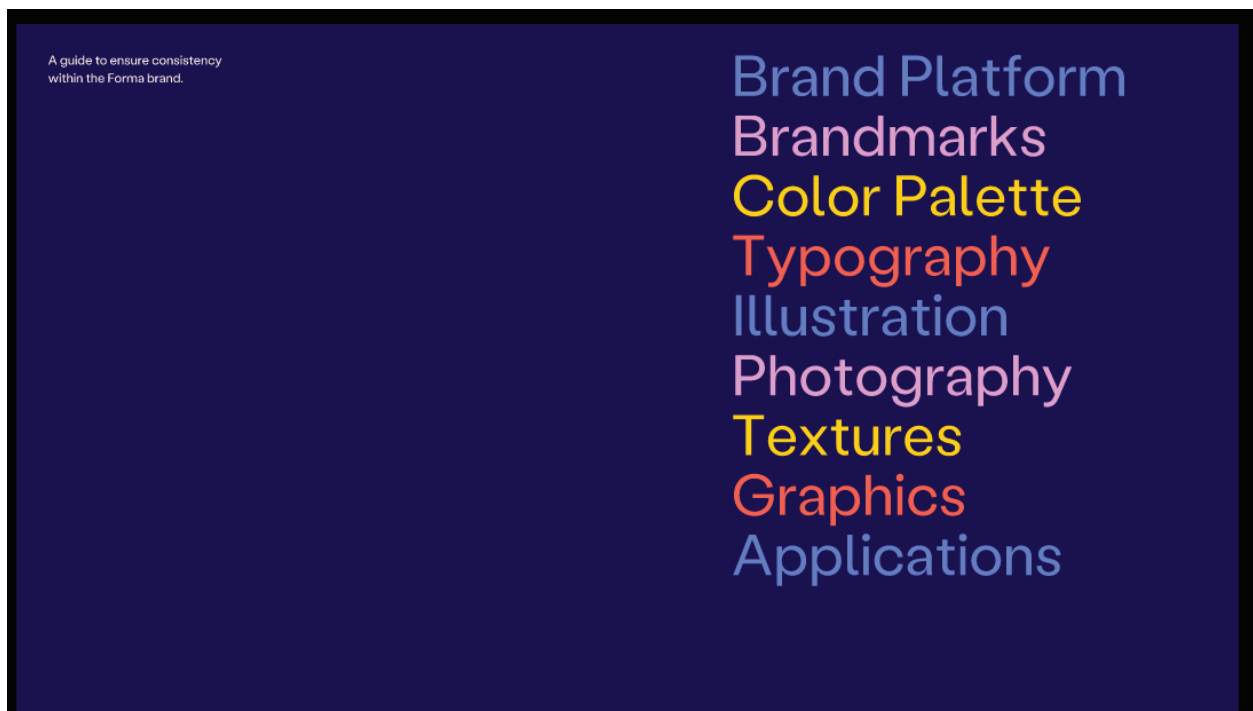 A guide to ensure consistency
within the Forma brand.
Brand Platform
Brandmarks
Color Palette
Typography
Illustration
Photography
Textures
Graphics
Applications